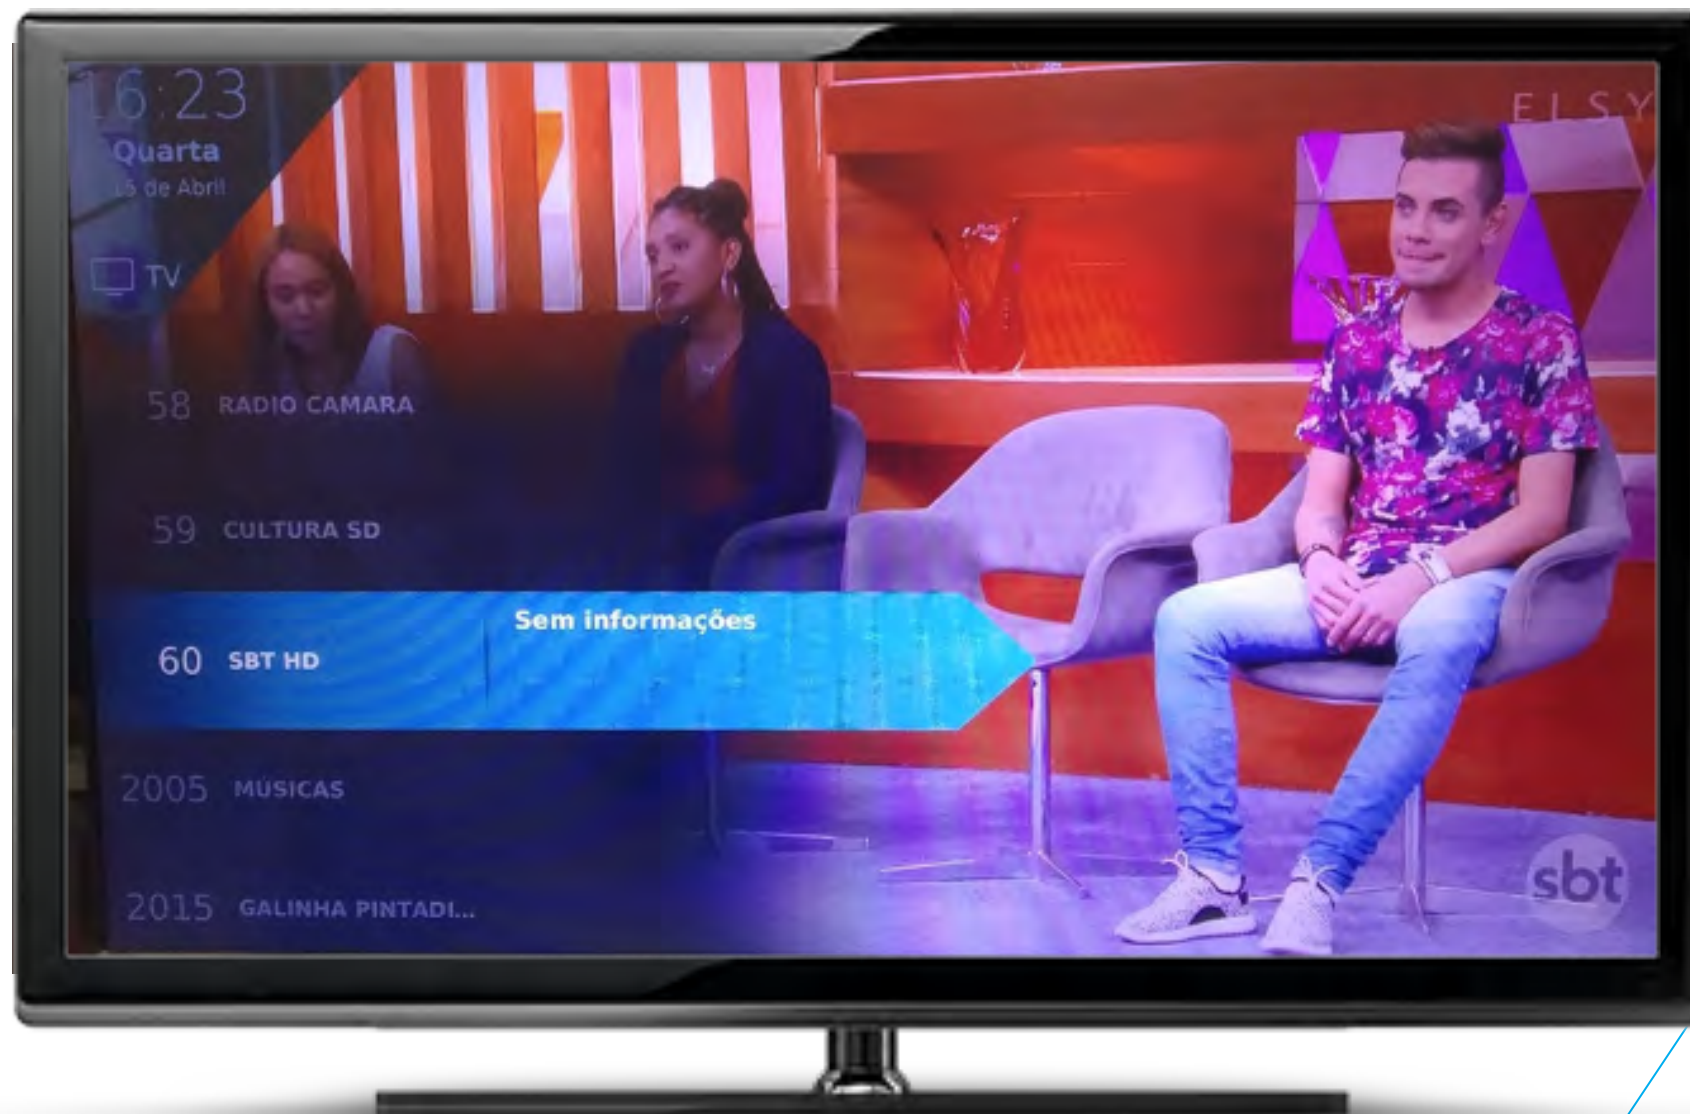 16:23
Quarta
15 de Abril
TV
58 RADIO CAMARA
59 CULTURA SD
Sem informações
60 SBT HD
2005 MÚSICAS
2015 GALINHA PINTADI...
ELSY
sbt